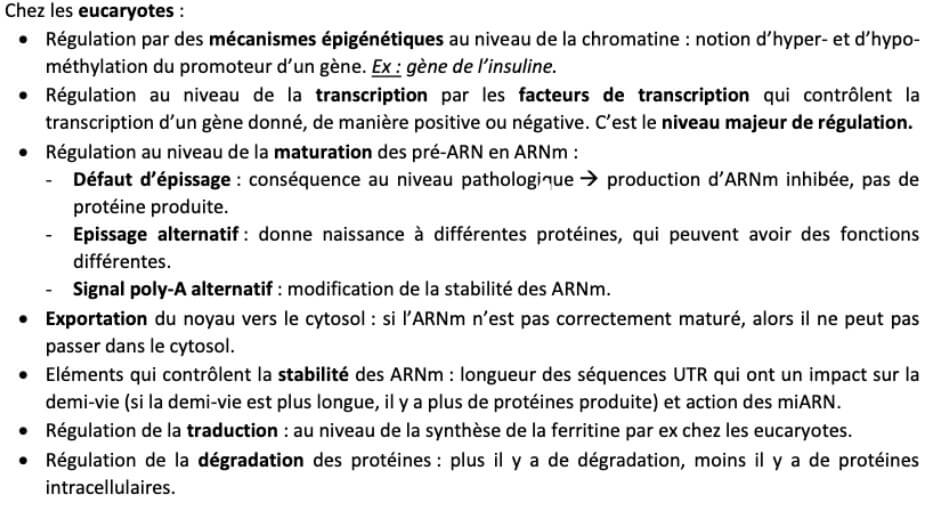 Chez les eucaryotes :
• Régulation par des mécanismes épigénétiques au niveau de la chromatine : notion d’hyper- et d’hypo-
méthylation du promoteur d’un gène. Ex : gène de l’insuline.
• Régulation au niveau de la transcription par les facteurs de transcription qui contrôlent la
transcription d’un gène donné, de manière positive ou négative. C’est le niveau majeur de régulation.
• Régulation au niveau de la maturation des pré-ARN en ARNm :
- Défaut d’épissage : conséquence au niveau pathologique → production d’ARNm inhibée, pas de
protéine produite.
- Epissage alternatif : donne naissance à différentes protéines, qui peuvent avoir des fonctions
différentes.
- Signal poly-A alternatif : modification de la stabilité des ARNm.
• Exportation du noyau vers le cytosol : si l’ARNm n’est pas correctement maturé, alors il ne peut pas
passer dans le cytosol.
• Eléments qui contrôlent la stabilité des ARNm : longueur des séquences UTR qui ont un impact sur la
demi-vie (si la demi-vie est plus longue, il y a plus de protéines produite) et action des miARN.
• Régulation de la traduction : au niveau de la synthèse de la ferritine par ex chez les eucaryotes.
• Régulation de la dégradation des protéines : plus il y a de dégradation, moins il y a de protéines
intracellulaires.